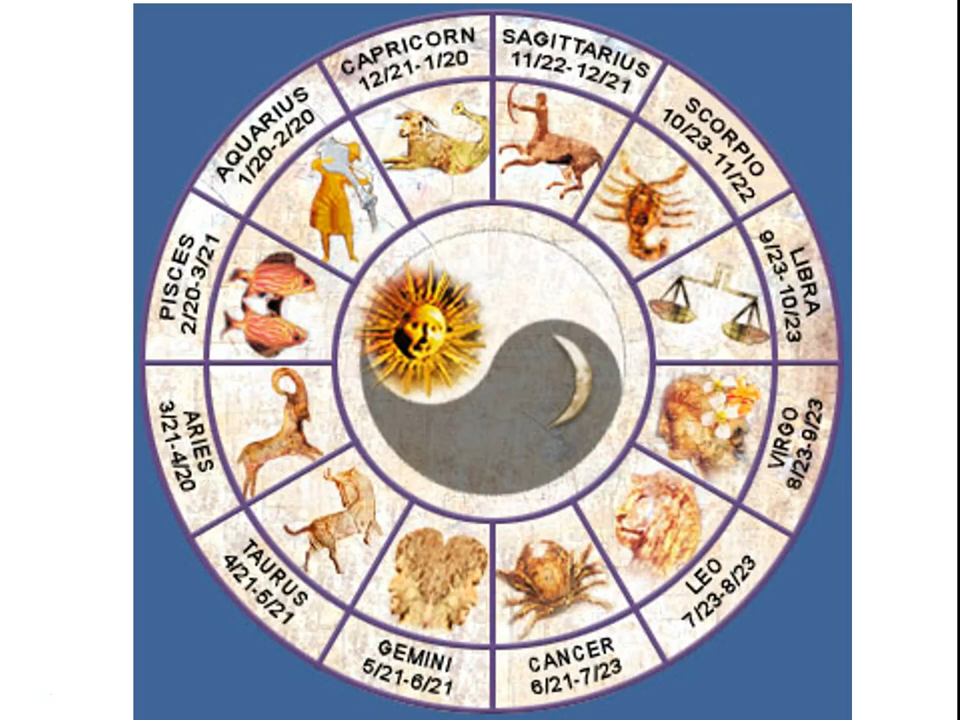 CAPRICORN
12/21-1/20
SAGITTARIUS
11/22-12/21
SCORPIO
10/23-11/22
LIBRA
9/23-10/23
VIRGO
8/23-9/23
LEO
7/23-8/23
CANCER
6/21-7/23
GEMINI
5/21-6/21
TAURUS
4/21-5/21
ARIES
3/21-4/20
PISCES
2/20-3/21
AQUARIUS
1/20-2/20